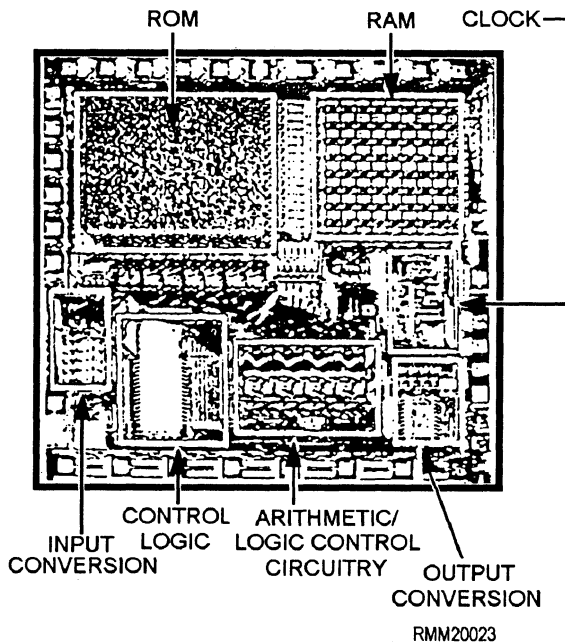 ROM
RAM
CLOCK
INPUT
CONVERSION
CONTROL
LOGIC
ARITHMETIC/
LOGIC CONTROL
CIRCUITRY
OUTPUT
CONVERSION
RMM20023